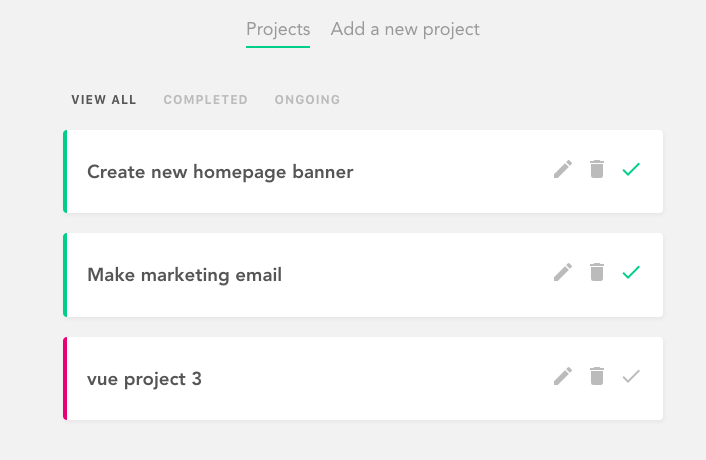 Projects Add a new project
VIEW ALL COMPLETED ONGOING
Create new homepage banner
Make marketing email
vue project 3